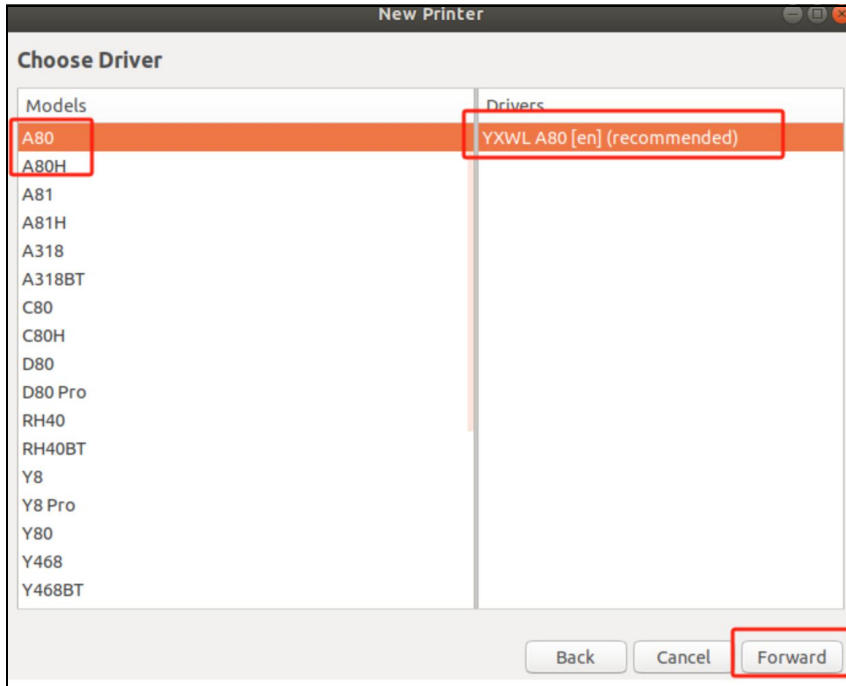 New Printer
Choose Driver
Models
Drivers
A80
YXWL A80 [en] (recommended)
A80H
A81
A81H
A318
A318BT
C80
C80H
D80
D80 Pro
RH40
RH40BT
Y8
Y8 Pro
Y80
Y468
Y468BT
Back
Cancel
Forward